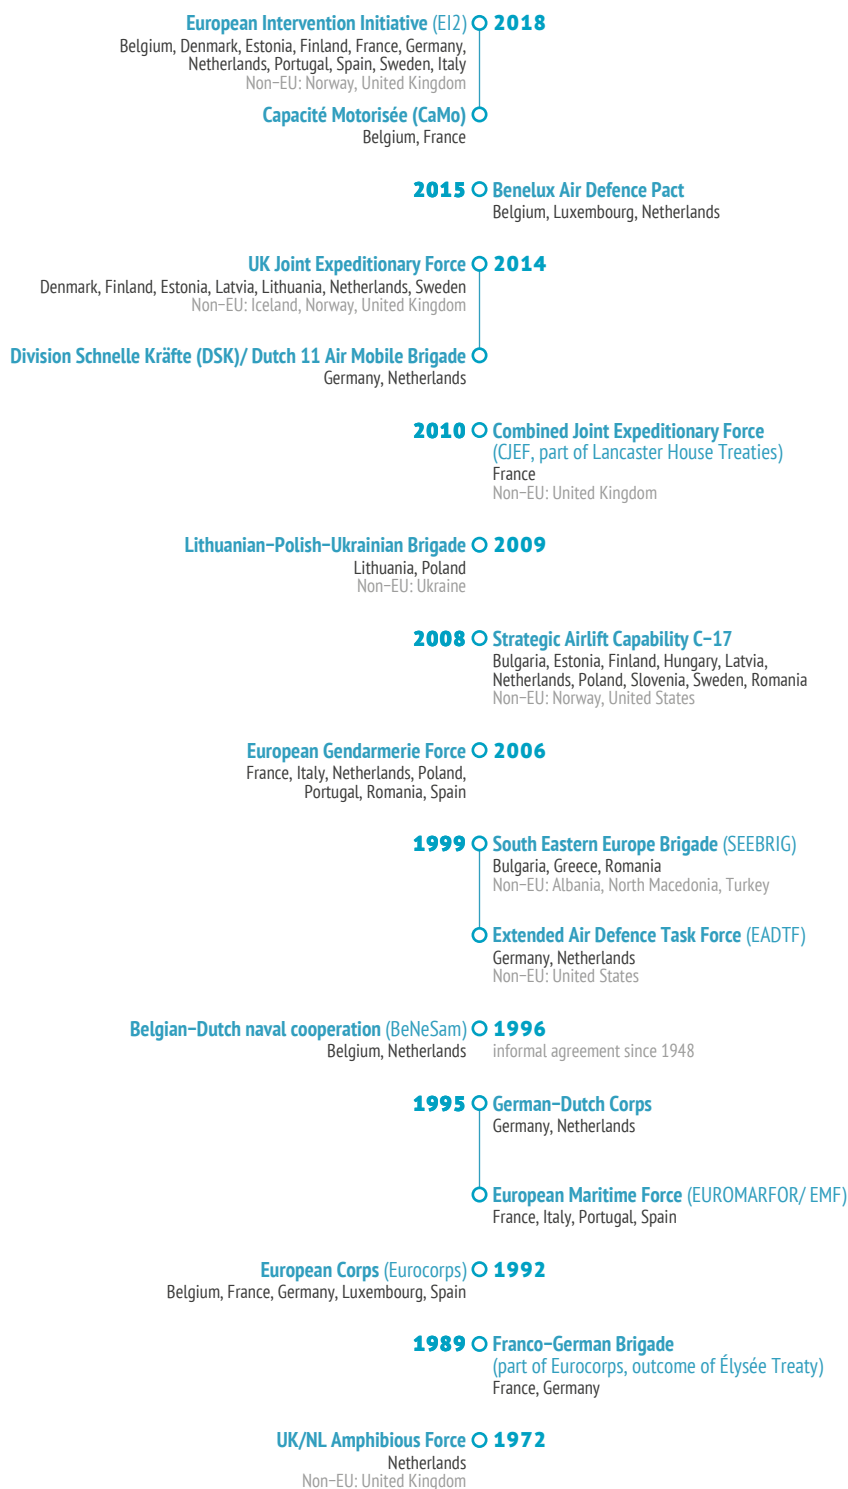 European Intervention Initiative (EI2) 2018
Belgium, Denmark, Estonia, Finland, France, Germany,
Netherlands, Portugal, Spain, Sweden, Italy
Non-EU: Norway, United Kingdom
Capacité Motorisée (CaMo)
Belgium, France
2015 Benelux Air Defence Pact
Belgium, Luxembourg, Netherlands
UK Joint Expeditionary Force 2014
Denmark, Finland, Estonia, Latvia, Lithuania, Netherlands, Sweden
Non-EU: Iceland, Norway, United Kingdom
Division Schnelle Kräfte (DSK)/ Dutch 11 Air Mobile Brigade
Germany, Netherlands
2010 Combined Joint Expeditionary Force
(CJEF, part of Lancaster House Treaties)
France
Non-EU: United Kingdom
Lithuanian-Polish-Ukrainian Brigade 2009
Lithuania, Poland
Non-EU: Ukraine
2008 Strategic Airlift Capability C-17
Bulgaria, Estonia, Finland, Hungary, Latvia,
Netherlands, Poland, Slovenia, Sweden, Romania
Non-EU: Norway, United States
European Gendarmerie Force 2006
France, Italy, Netherlands, Poland,
Portugal, Romania, Spain
1999 South Eastern Europe Brigade (SEEBRIG)
Bulgaria, Greece, Romania
Non-EU: Albania, North Macedonia, Turkey
Extended Air Defence Task Force (EADTF)
Germany, Netherlands
Non-EU: United States
Belgian-Dutch naval cooperation (BeNeSam) 1996
Belgium, Netherlands informal agreement since 1948
1995 German-Dutch Corps
Germany, Netherlands
European Maritime Force (EUROMARFOR/ EMF)
France, Italy, Portugal, Spain
European Corps (Eurocorps) 1992
Belgium, France, Germany, Luxembourg, Spain
1989 Franco-German Brigade
(part of Eurocorps, outcome of Élysée Treaty)
France, Germany
UK/NL Amphibious Force 1972
Netherlands
Non-EU: United Kingdom